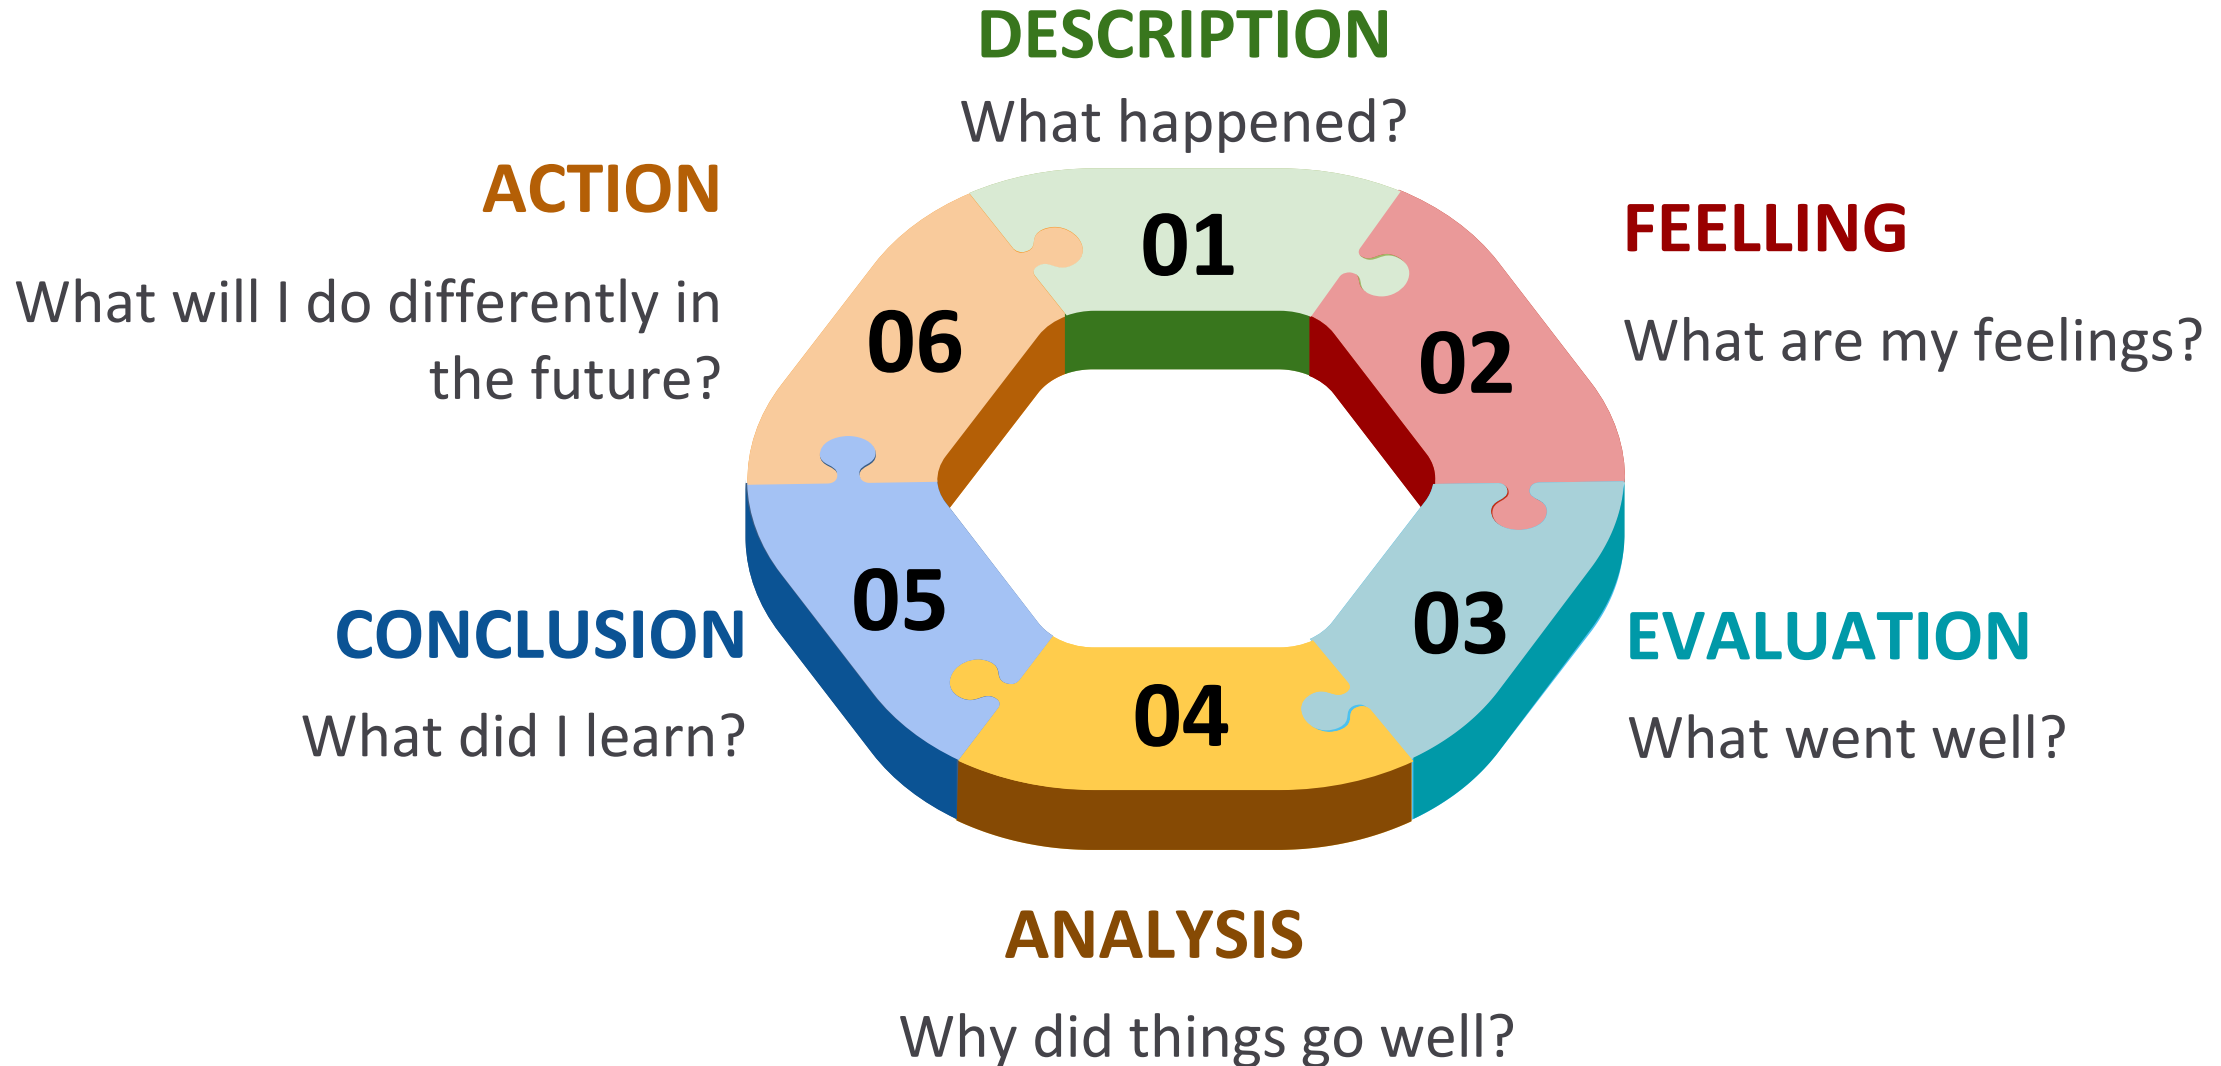 DESCRIPTION
What happened?
01
FEELLING
What are my feelings?
02
EVALUATION
What went well?
03
ANALYSIS
Why did things go well?
04
CONCLUSION
What did I learn?
05
ACTION
What will I do differently in
the future?
06